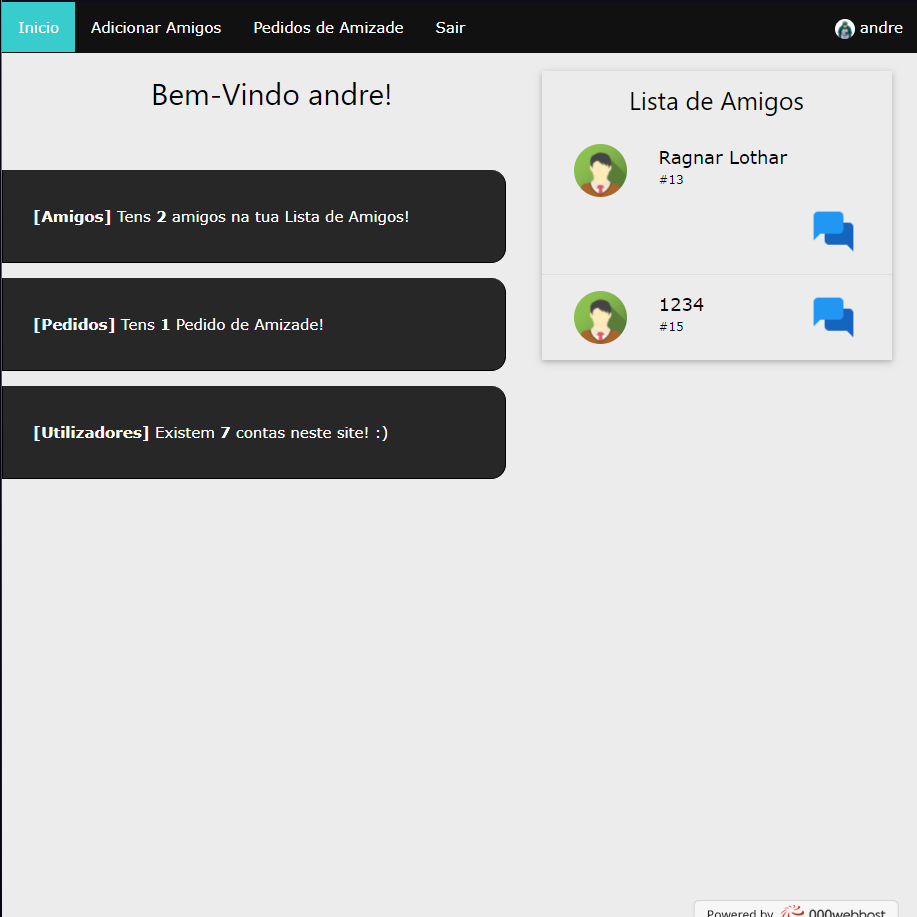 Inicio Adicionar Amigos Pedidos de Amizade Sair andre
Bem-Vindo andre!
[Amigos] Tens 2 amigos na tua Lista de Amigos!
[Pedidos] Tens 1 Pedido de Amizade!
[Utilizadores] Existem 7 contas neste site! :)
Lista de Amigos
Ragnar Lothar
#13
1234
#15
Powered by 000webhost